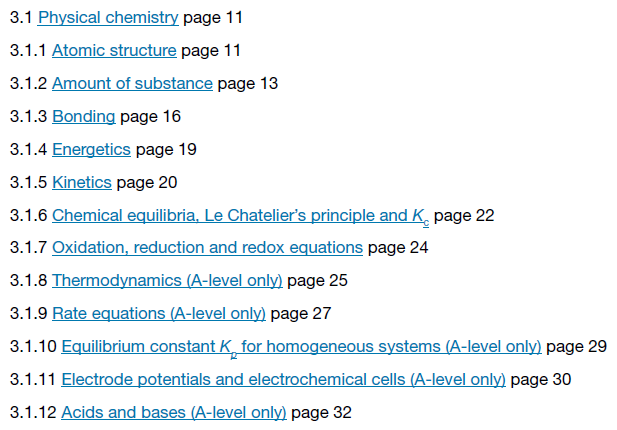 3.1 Physical chemistry page 11
3.1.1 Atomic structure page 11
3.1.2 Amount of substance page 13
3.1.3 Bonding page 16
3.1.4 Energetics page 19
3.1.5 Kinetics page 20
3.1.6 Chemical equilibria, Le Chatelier’s principle and Kc page 22
3.1.7 Oxidation, reduction and redox equations page 24
3.1.8 Thermodynamics (A-level only) page 25
3.1.9 Rate equations (A-level only) page 27
3.1.10 Equilibrium constant Kp for homogeneous systems (A-level only) page 29
3.1.11 Electrode potentials and electrochemical cells (A-level only) page 30
3.1.12 Acids and bases (A-level only) page 32